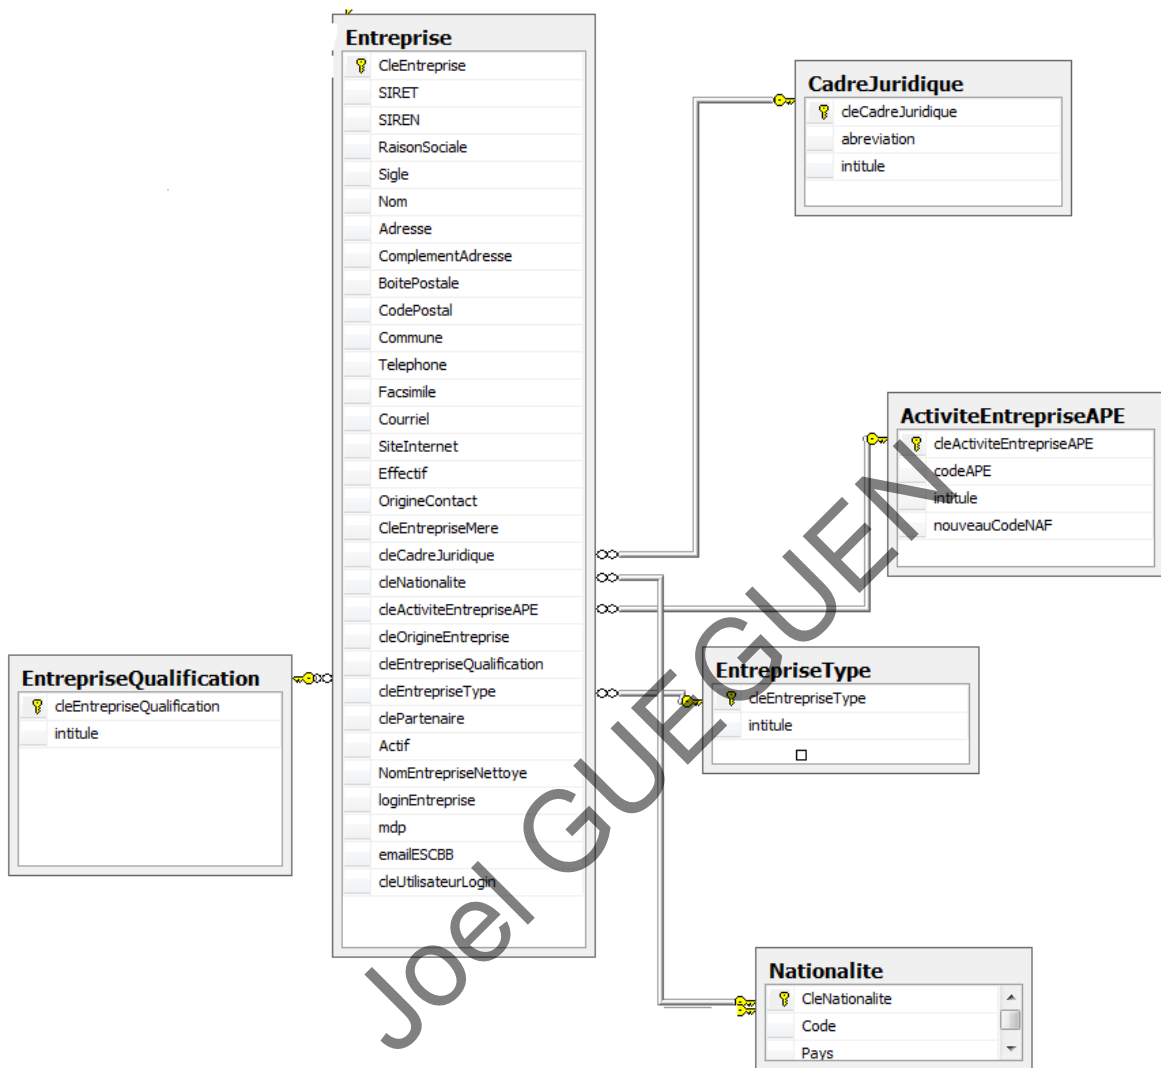 Entreprise
CleEntreprise
SIRET
SIREN
RaisonSociale
Sigle
Nom
Adresse
ComplementAdresse
BoitePostale
CodePostal
Commune
Telephone
Facsimile
Courriel
SiteInternet
Effectif
OrigineContact
CleEntrepriseMere
cleCadreJuridique
cleNationalite
cleActiviteEntrepriseAPE
cleOrigineEntreprise
cleEntrepriseQualification
cleEntrepriseType
clePartenaire
Actif
NomEntrepriseNettoye
loginEntreprise
mdp
emailESCBB
cleUtilisateurLogin
CadreJuridique
cleCadreJuridique
abreviation
intitule
ActiviteEntrepriseAPE
cleActiviteEntrepriseAPE
codeAPE
intitule
nouveauCodeNAF
EntrepriseQualification
cleEntrepriseQualification
intitule
EntrepriseType
cleEntrepriseType
intitule
Nationalite
CleNationalite
Code
Pays
Joel GUEGUEN